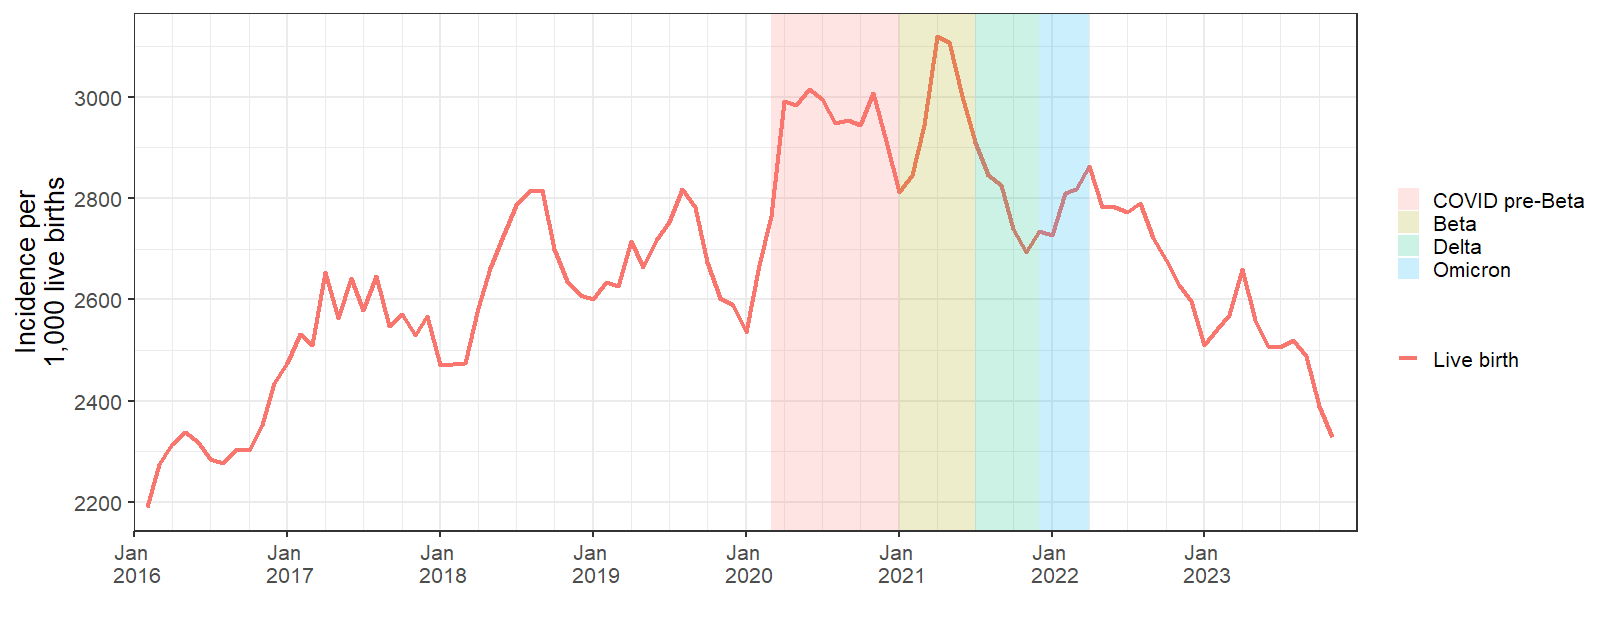 Incidence per
1,000 live births
3000
2800
2600
2400
2200
Jan
2016
Jan
2017
Jan
2018
Jan
2019
Jan
2020
Jan
2021
Jan
2022
Jan
2023
COVID pre-Beta
Beta
Delta
Omicron
Live birth